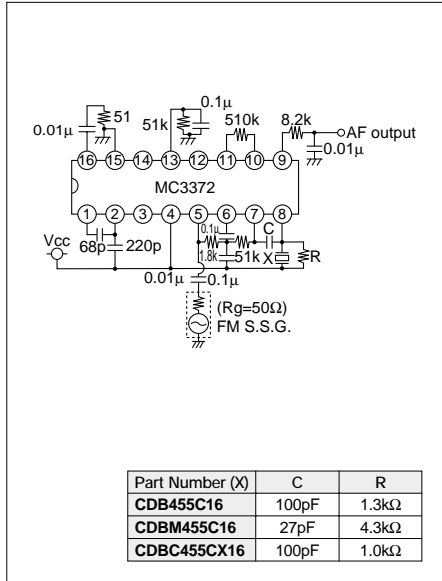 0.1μ
51
51k
510k
8.2k
0.01μ
AF output
0.01μ
16 15 14 13 12 11 10 9
MC3372
1 2 3 4 5 6 7 8
Vcc
68p
220p
0.1μ
C
1.8k
51k
X
R
0.01μ
0.1μ
(Rg=50Ω)
FM S.S.G.
Part Number (X) C R
CDB455C16 100pF 1.3kΩ
CDBM455C16 27pF 4.3kΩ
CDBC455CX16 100pF 1.0kΩ